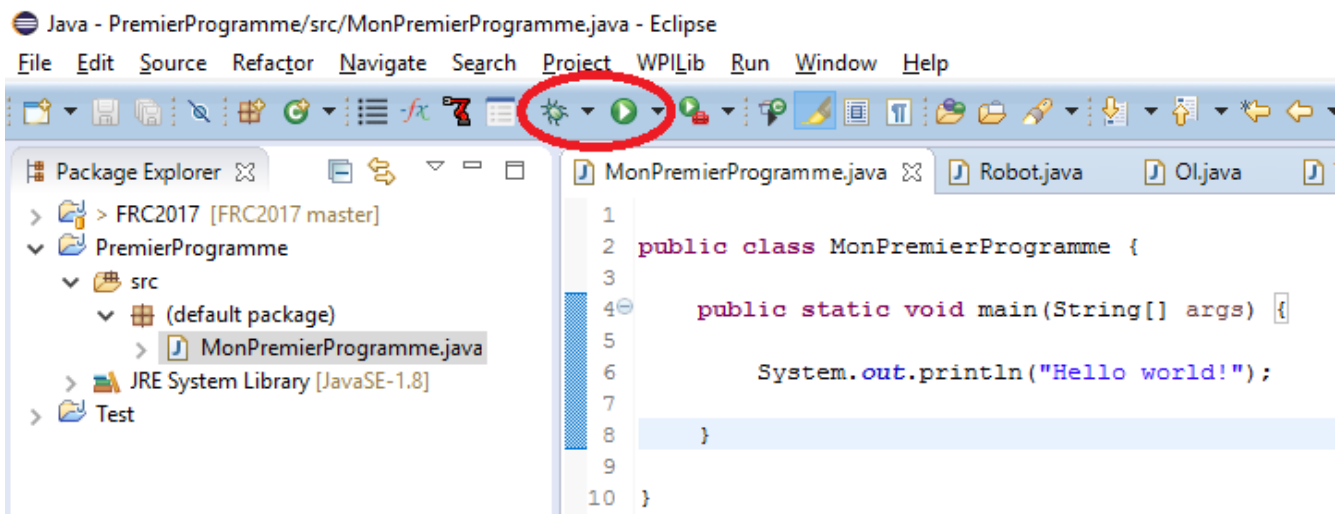 Java - PremierProgramme/src/MonPremierProgramme.java - Eclipse
File Edit Source Refactor Navigate Search Project WPILib Run Window Help
Package Explorer
> FRC2017 [FRC2017 master]
PremierProgramme
src
(default package)
MonPremierProgramme.java
JRE System Library [JavaSE-1.8]
Test
MonPremierProgramme.java Robot.java OI.java
1
2 public class MonPremierProgramme {
3
4 public static void main(String[] args) {
5
6 System.out.println("Hello world!");
7
8 }
9
10 }